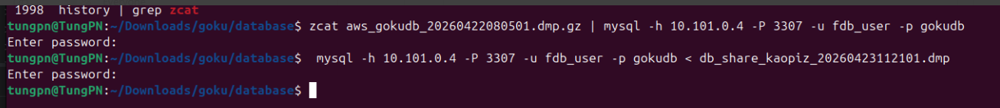 1998  history | grep zcat
tungpn@TungPN:~/Downloads/goku/database$ zcat aws_gokudb_20260422080501.dmp.gz | mysql -h 10.101.0.4 -P 3307 -u fdb_user -p gokudb
Enter password:
tungpn@TungPN:~/Downloads/goku/database$  mysql -h 10.101.0.4 -P 3307 -u fdb_user -p gokudb < db_share_kaopiz_20260423112101.dmp
Enter password:
tungpn@TungPN:~/Downloads/goku/database$